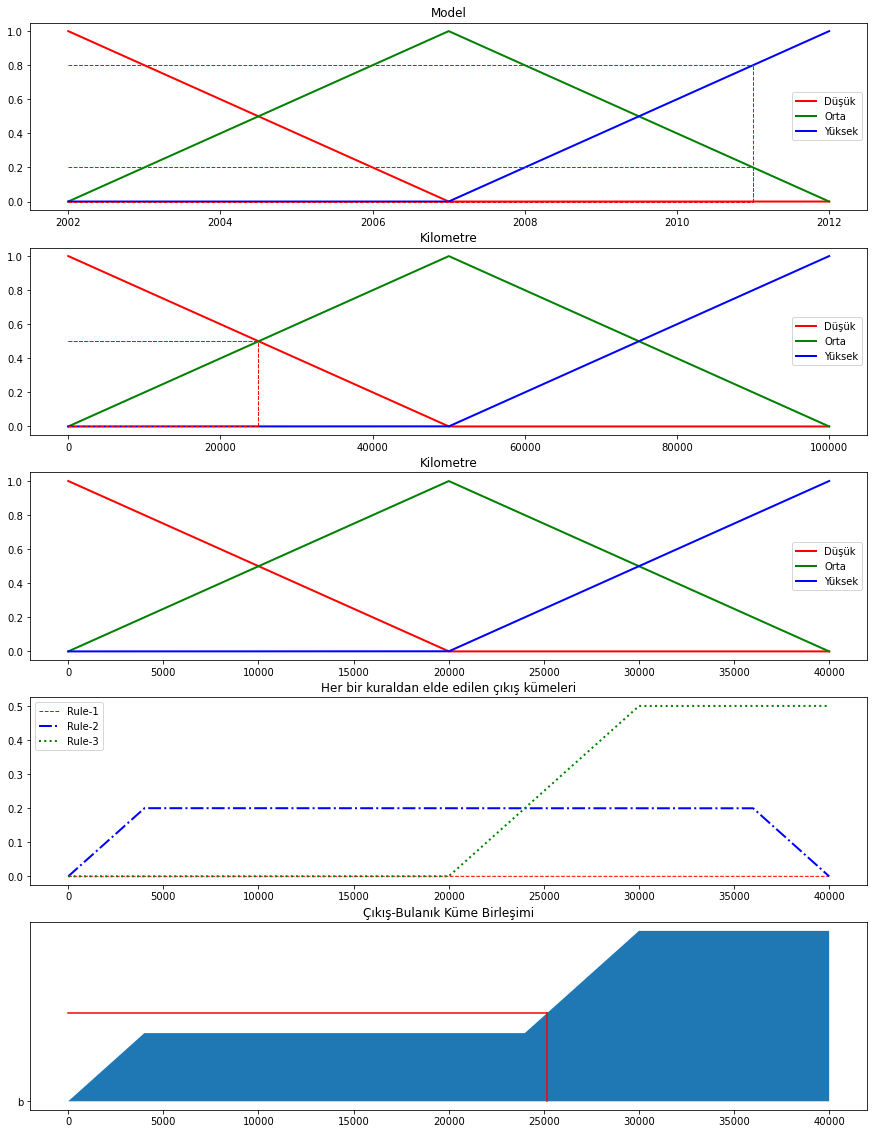 Model
1.0
0.8
0.6
0.4
0.2
0.0
Düşük
Orta
Yüksek
2002 2004 2006 2008 2010 2012
Kilometre
1.0
0.8
0.6
0.4
0.2
0.0
Düşük
Orta
Yüksek
0 20000 40000 60000 80000 100000
Kilometre
1.0
0.8
0.6
0.4
0.2
0.0
Düşük
Orta
Yüksek
0 5000 10000 15000 20000 25000 30000 35000 40000
Her bir kuraldan elde edilen çıkış kümeleri
0.5
0.4
0.3
0.2
0.1
0.0
Rule-1
Rule-2
Rule-3
0 5000 10000 15000 20000 25000 30000 35000 40000
Çıkış-Bulanık Küme Birleşimi
b
0 5000 10000 15000 20000 25000 30000 35000 40000